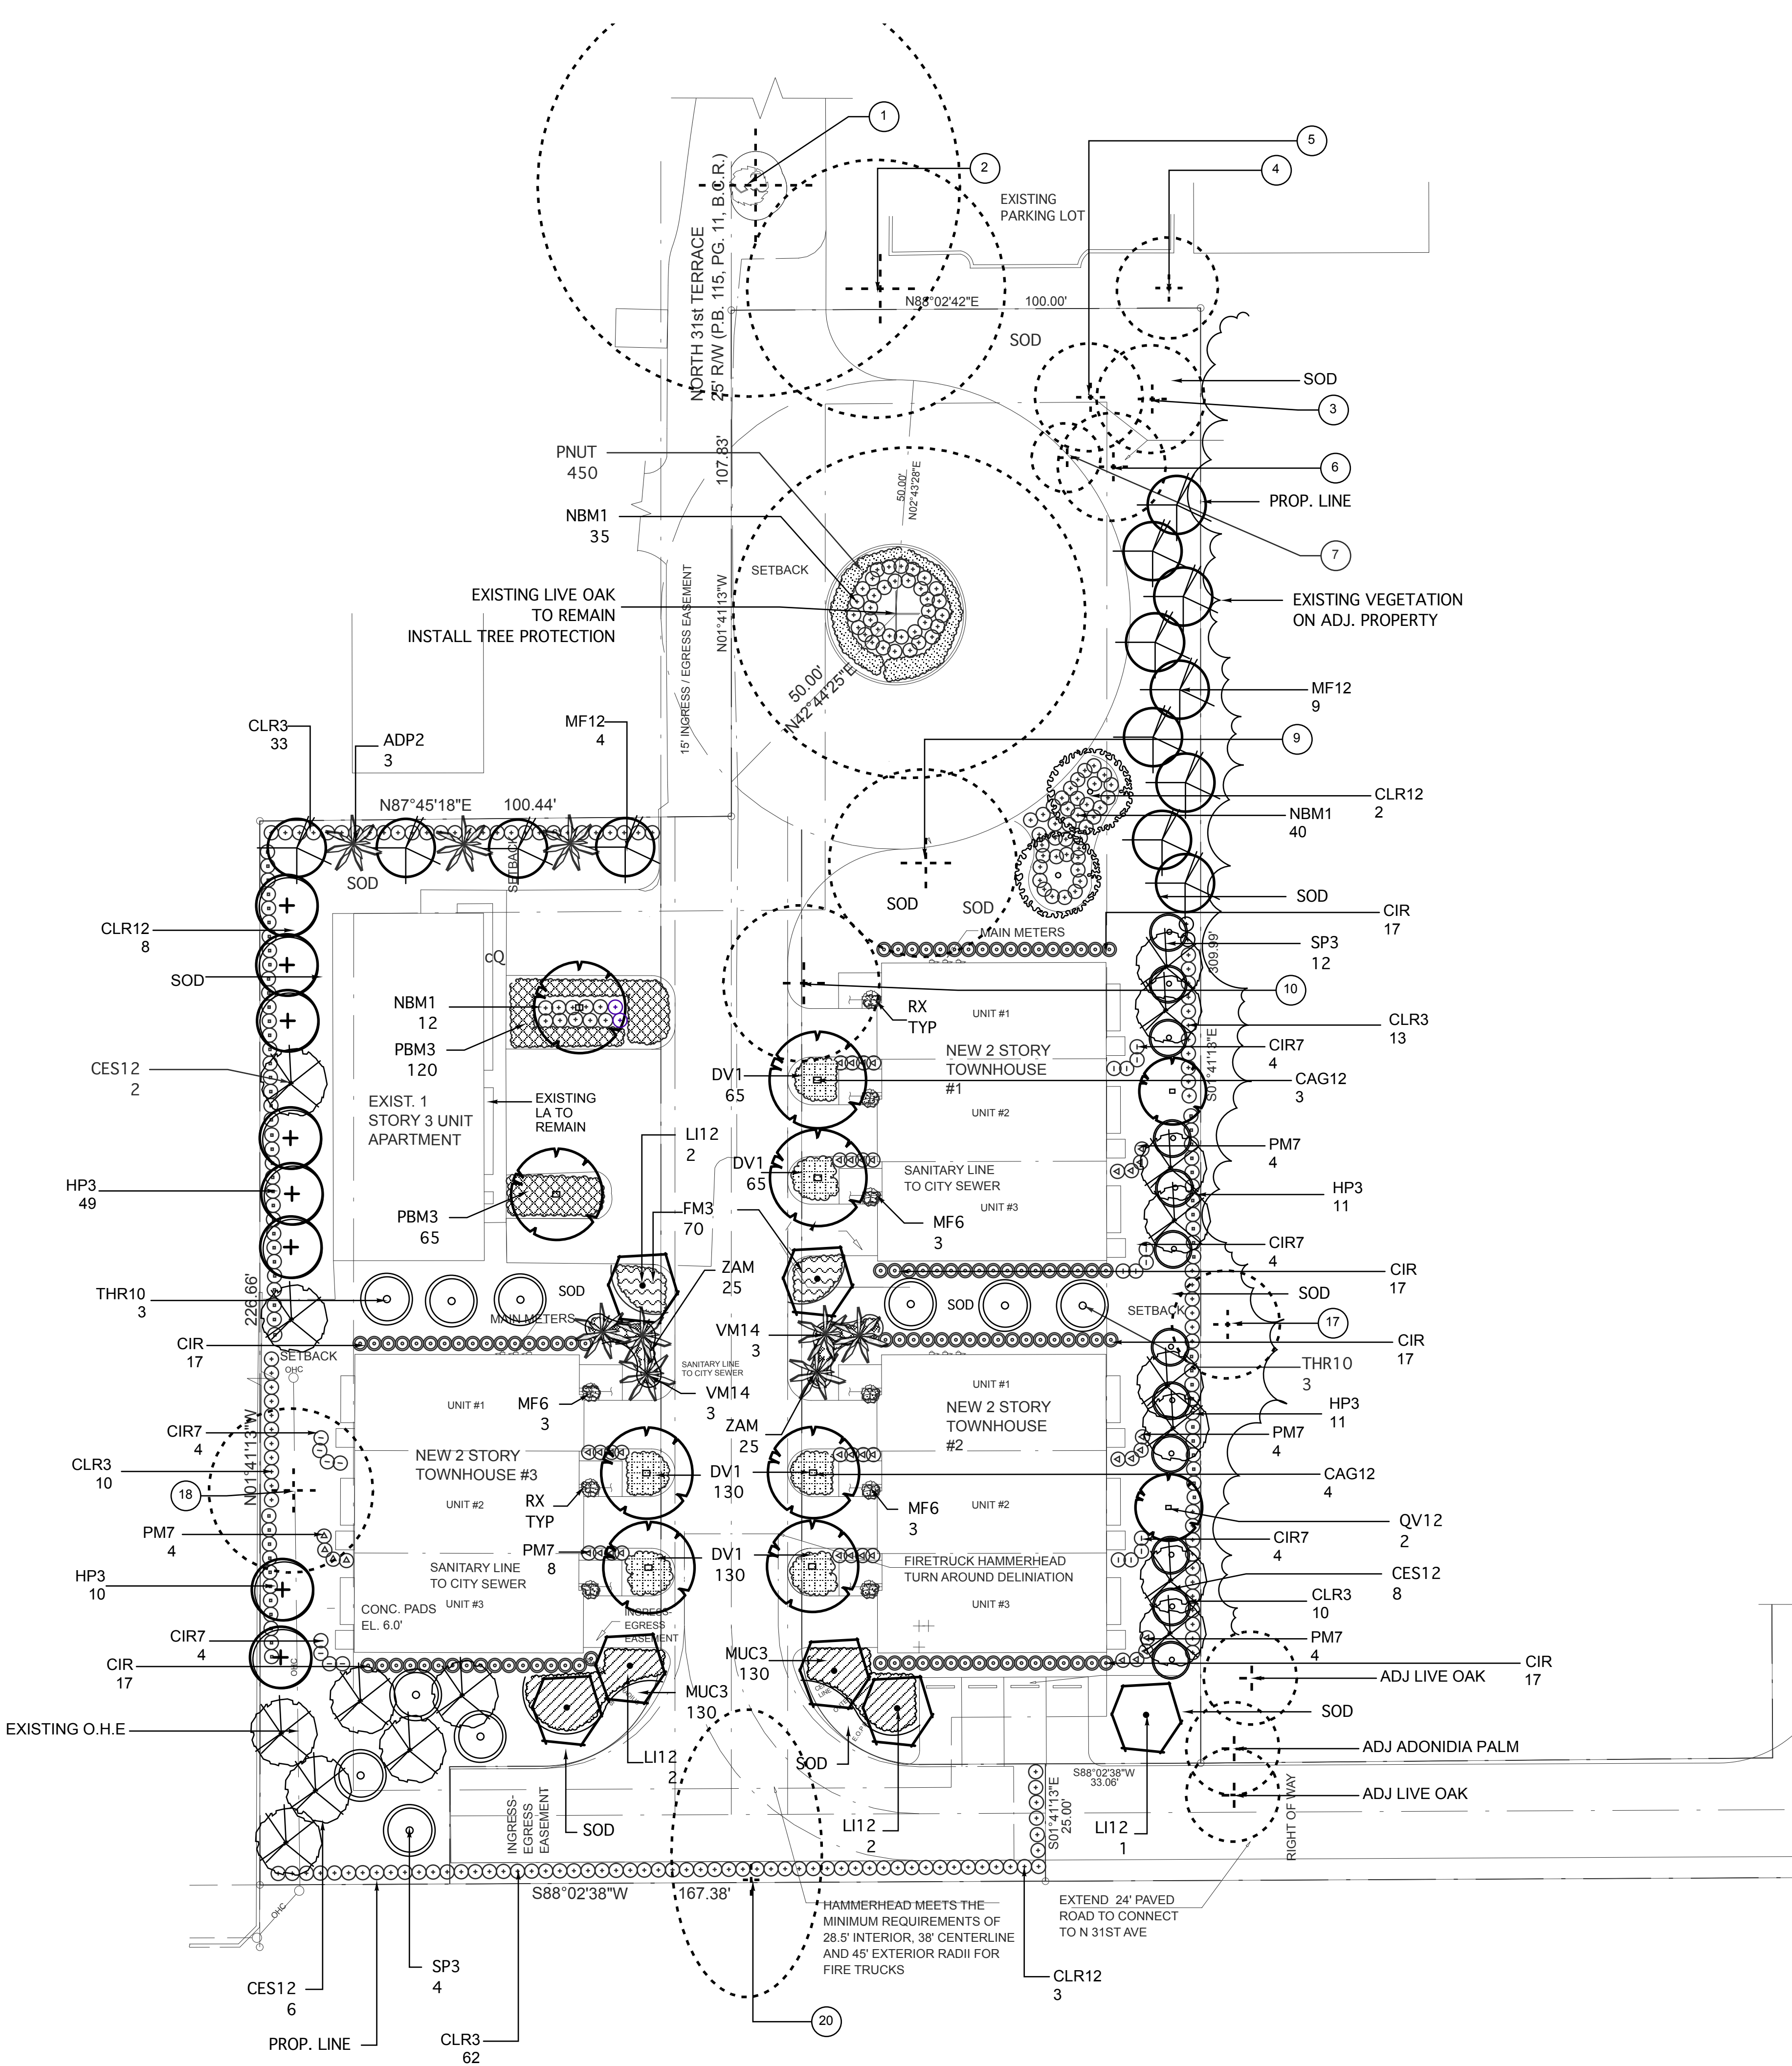 1
2
5
4
EXISTING
PARKING LOT
NORTH 31st TERRACE
25' R/W (P.B. 115, PG. 11, B.C.R.)
N88°02'42"E 100.00'
SOD
SOD
3
PNUT
450
107.83'
50.00'
N02°43'28"E
6
PROP. LINE
NBM1
35
7
SETBACK
EXISTING LIVE OAK
TO REMAIN
INSTALL TREE PROTECTION
15' INGRESS / EGRESS EASEMENT
N01°41'13"W
EXISTING VEGETATION
ON ADJ. PROPERTY
50.00'
N42°44'25"E
MF12
9
CLR3
33
ADP2
3
MF12
4
9
N87°45'18"E 100.44'
CLR12
2
NBM1
40
SETBACK
SOD
SOD
SOD
SOD
CIR
17
CLR12
8
MAIN METERS
SP3
12
309.99'
SOD
cQ
10
NBM1
12
RX
TYP
UNIT #1
CLR3
13
PBM3
120
NEW 2 STORY
TOWNHOUSE
#1
CIR7
4
S01°41'13"E
CES12
2
DV1
65
CAG12
3
EXIST. 1
STORY 3 UNIT
APARTMENT
EXISTING
LA TO
REMAIN
UNIT #2
LI12
2
PM7
4
DV1
65
SANITARY LINE
TO CITY SEWER
HP3
49
HP3
11
UNIT #3
PBM3
65
FM3
70
MF6
3
CIR7
4
ZAM
25
CIR
17
226.66'
THR10
3
SOD
SOD
SOD
SETBACK
17
MAIN METERS
VM14
3
CIR
17
CIR
17
SETBACK
OHC
SANITARY LINE
TO CITY SEWER
THR10
3
UNIT #1
VM14
3
UNIT #1
MF6
3
NEW 2 STORY
TOWNHOUSE
#2
HP3
11
N01°41'13"W
CIR7
4
ZAM
25
PM7
4
CLR3
10
NEW 2 STORY
TOWNHOUSE #3
DV1
130
CAG12
4
18
UNIT #2
RX
TYP
MF6
3
UNIT #2
QV12
2
PM7
4
CIR7
4
PM7
8
DV1
130
FIRETRUCK HAMMERHEAD
TURN AROUND DELINIATION
SANITARY LINE
TO CITY SEWER
CES12
8
HP3
10
CLR3
10
UNIT #3
UNIT #3
CONC. PADS
EL. 6.0'
INGRESS-
EGRESS
EASEMENT
CIR7
4
PM7
4
MUC3
130
CIR
17
OHC
CIR
17
ADJ LIVE OAK
MUC3
130
SOD
EXISTING O.H.E
ADJ ADONIDIA PALM
LI12
2
SOD
S88°02'38"W
33.06'
ADJ LIVE OAK
INGRESS-
EGRESS
EASEMENT
SOD
LI12
2
S01°41'13"E
25.00'
LI12
1
RIGHT OF WAY
S88°02'38"W 167.38'
OHC
HAMMERHEAD MEETS THE
MINIMUM REQUIREMENTS OF
28.5' INTERIOR, 38' CENTERLINE
AND 45' EXTERIOR RADII FOR
FIRE TRUCKS
EXTEND 24' PAVED
ROAD TO CONNECT
TO N 31ST AVE
SP3
4
CLR12
3
CES12
6
20
PROP. LINE
CLR3
62